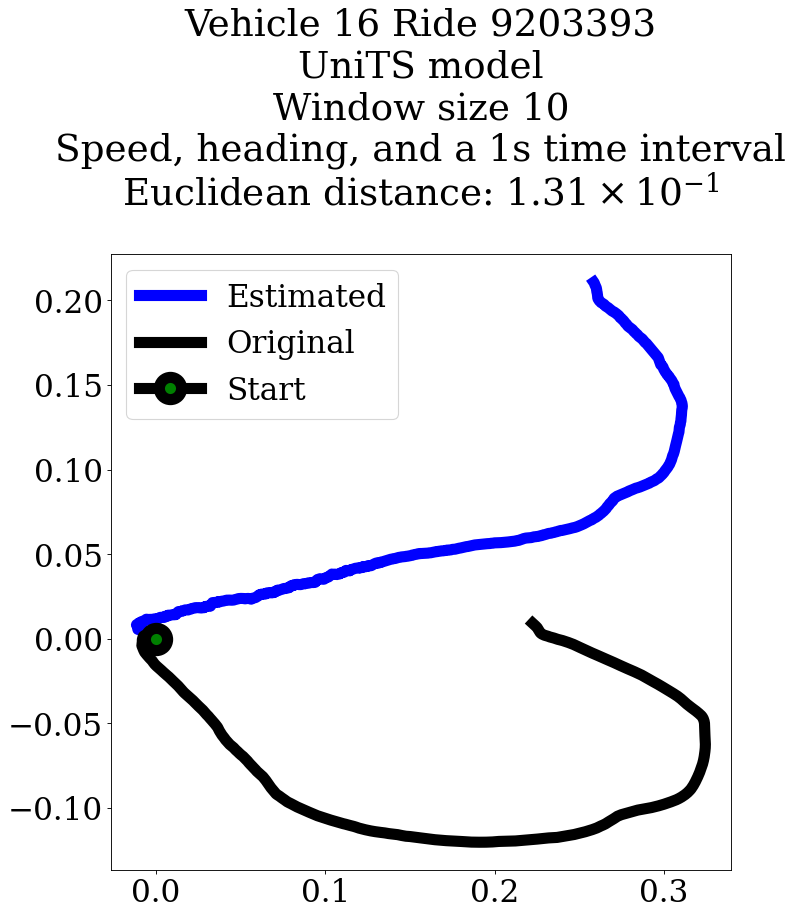 Vehicle 16 Ride 9203393
UniTS model
Window size 10
Speed, heading, and a 1s time interval
Euclidean distance: $1.31 \times 10^{-1}$
Estimated
Original
Start
0.20
0.15
0.10
0.05
0.00
−0.05
−0.10
0.0 0.1 0.2 0.3